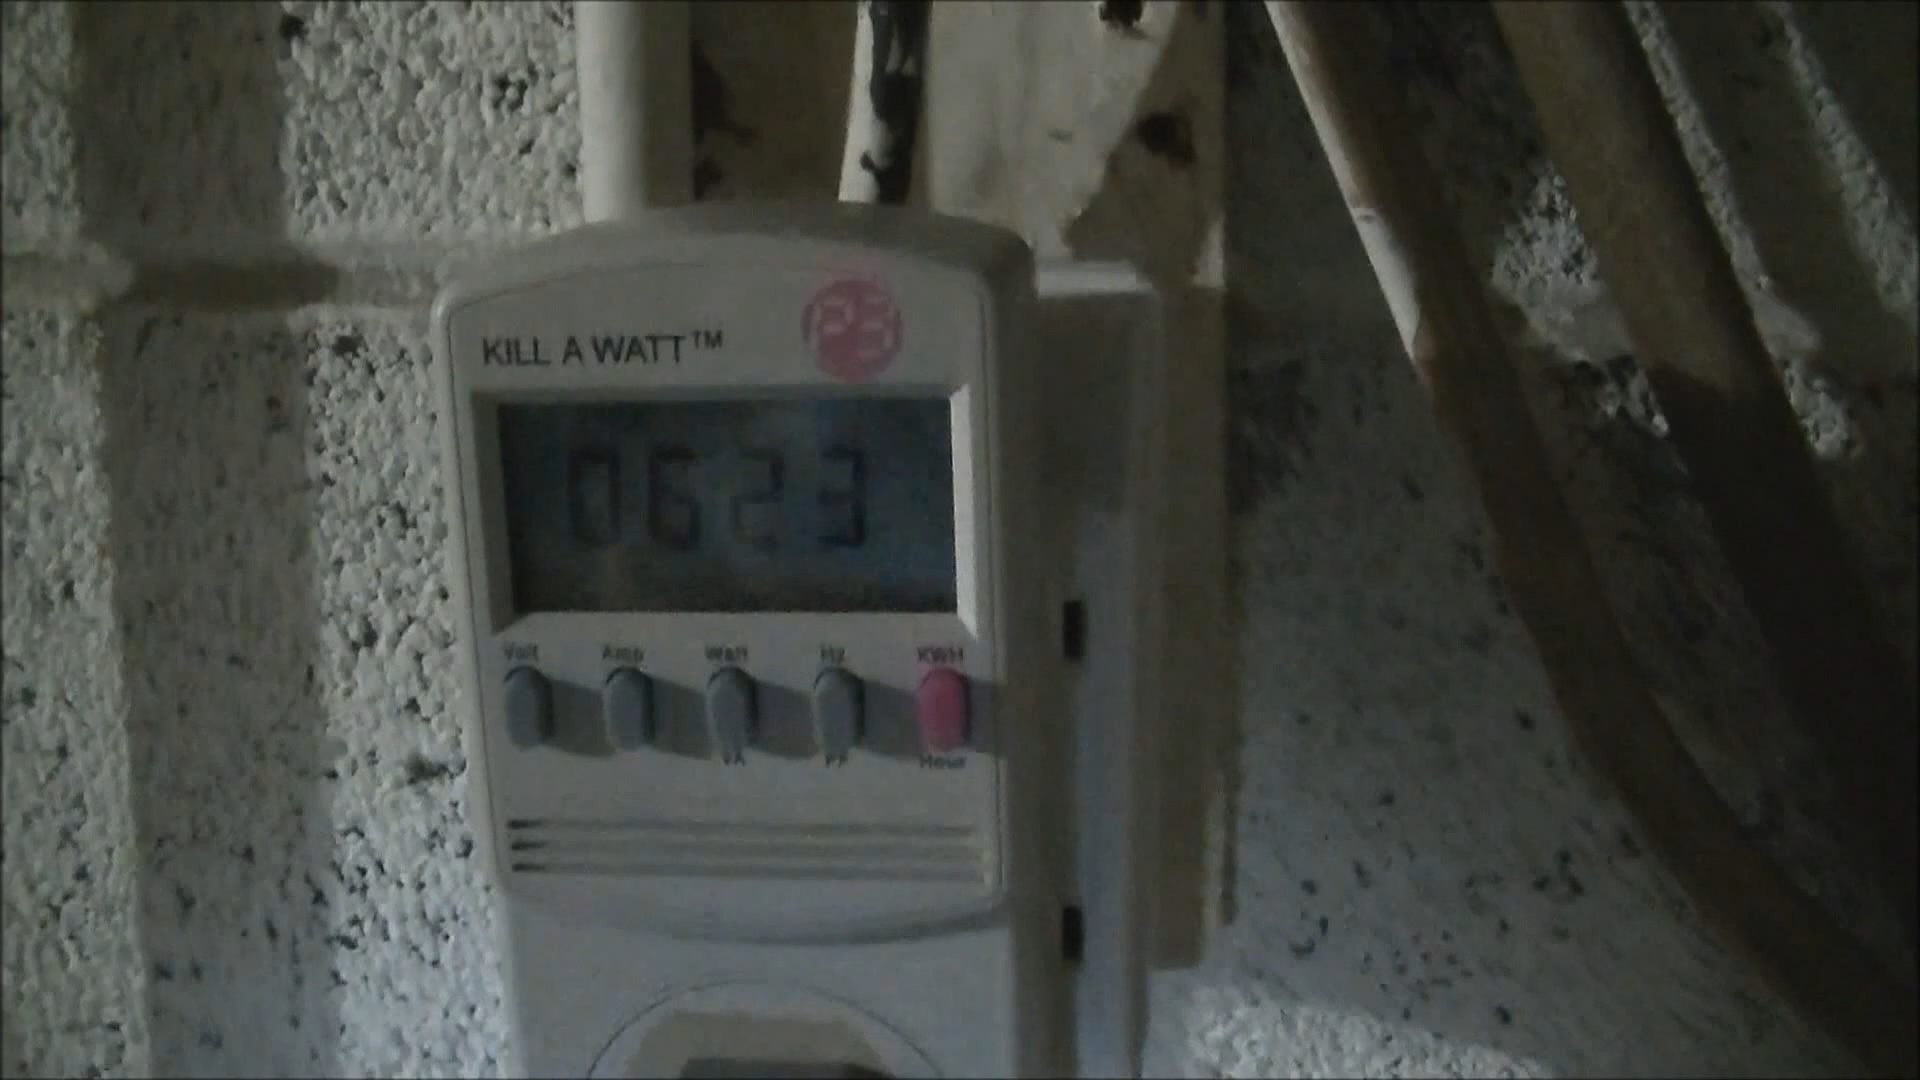 KILL A WATT™
P3
0623
Volt Amp Watt Hz KWH
VA PF Hour